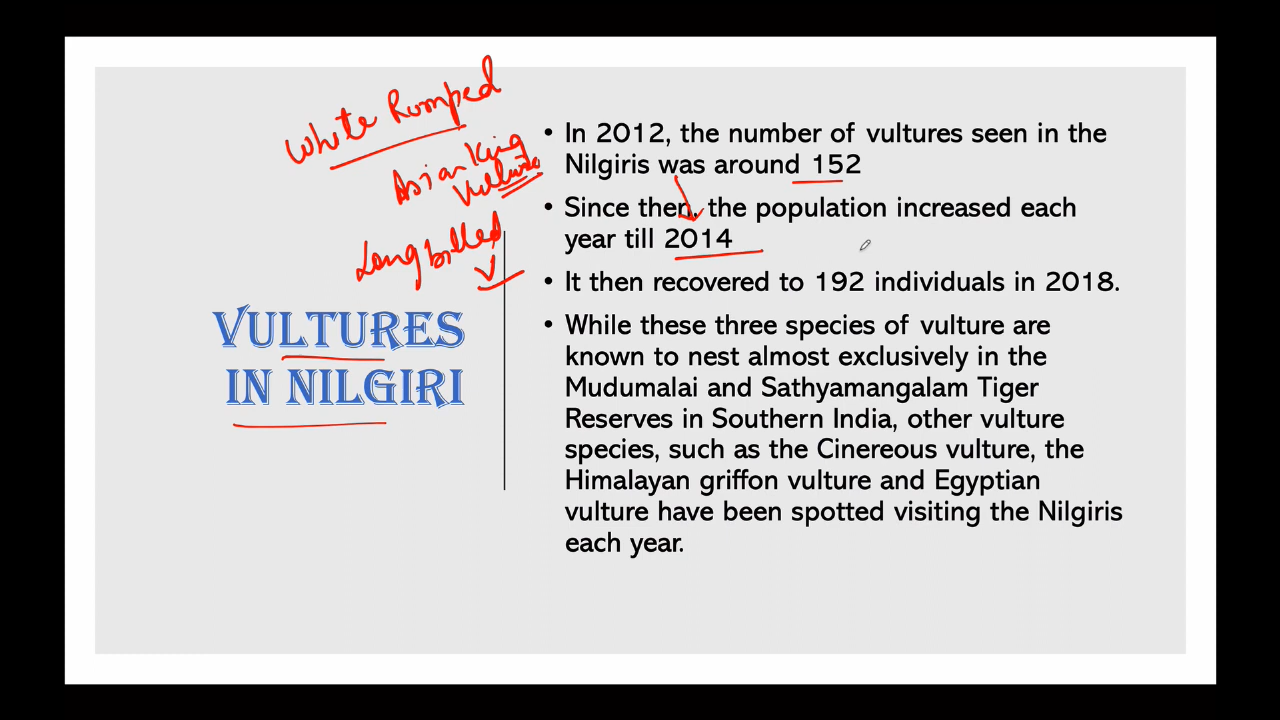 White Rumped
Asian King
Vulture
Long billed
VULTURES
IN NILGIRI
• In 2012, the number of vultures seen in the
Nilgiris was around 152
• Since then, the population increased each
year till 2014
• It then recovered to 192 individuals in 2018.
• While these three species of vulture are
known to nest almost exclusively in the
Mudumalai and Sathyamangalam Tiger
Reserves in Southern India, other vulture
species, such as the Cinereous vulture, the
Himalayan griffon vulture and Egyptian
vulture have been spotted visiting the Nilgiris
each year.